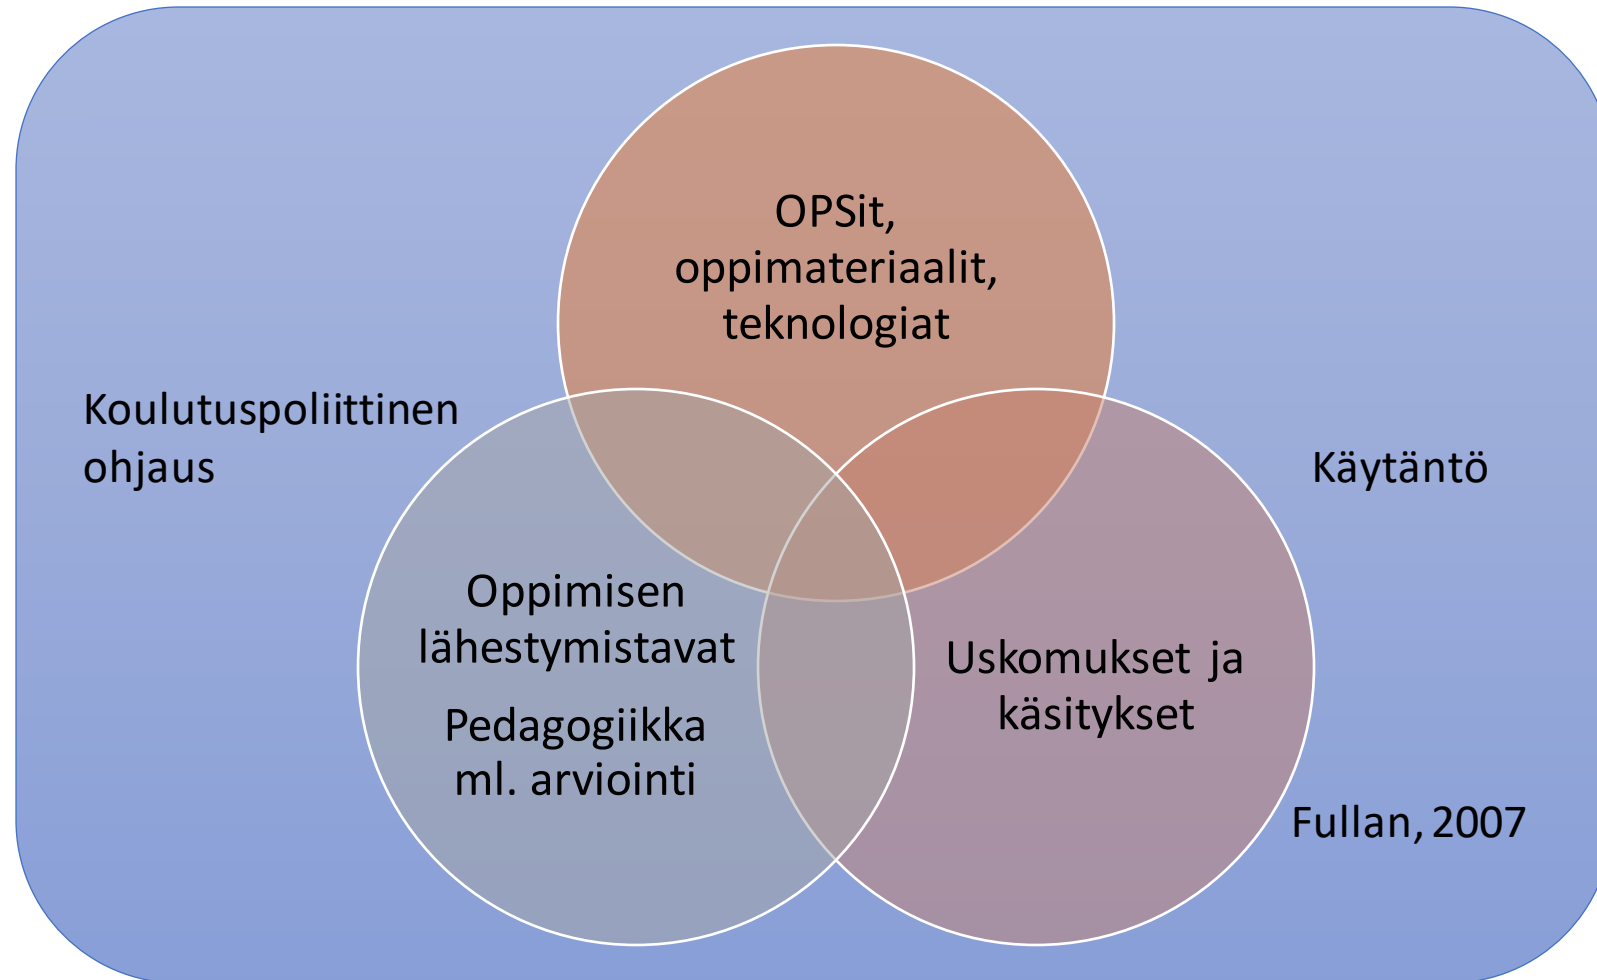 OPSit,
oppimateriaalit,
teknologiat
Koulutuspoliittinen
ohjaus
Käytäntö
Oppimisen
lähestymistavat
Pedagogiikka
ml. arviointi
Uskomukset ja
käsitykset
Fullan, 2007